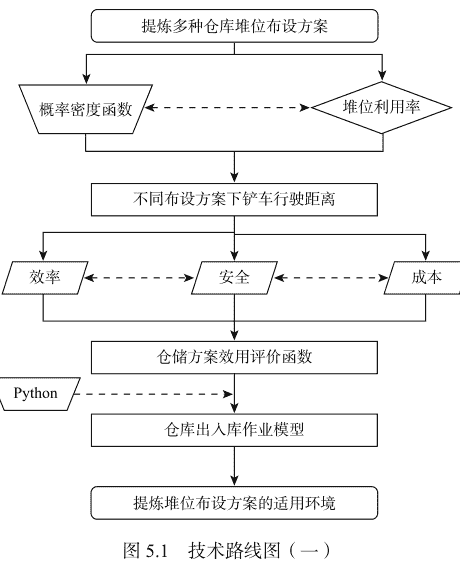 提炼多种仓库堆位布设方案
概率密度函数
堆位利用率
不同布设方案下铲车行驶距离
效率
安全
成本
仓储方案效用评价函数
Python
仓库出入库作业模型
提炼堆位布设方案的适用环境
图 5.1 技术路线图（一）